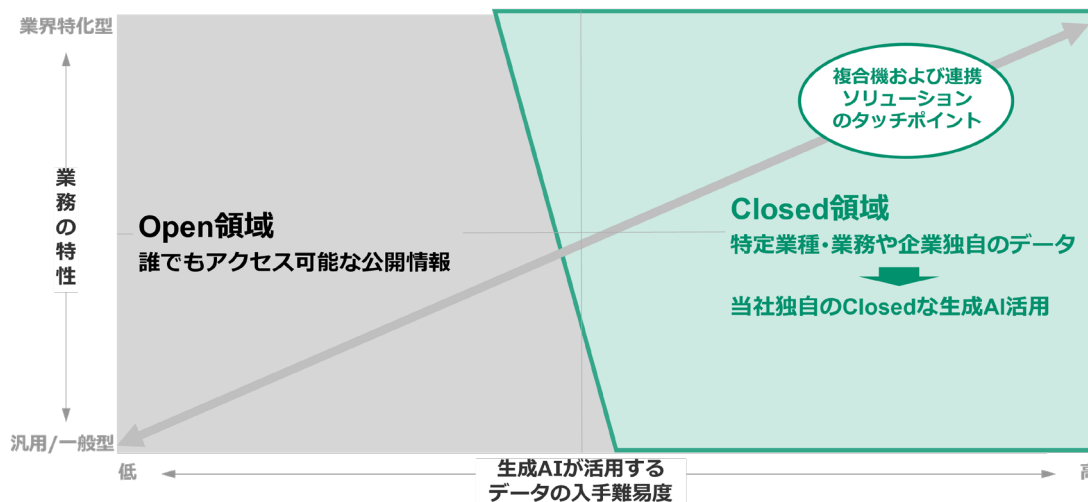 業界特化型
複合機および連携
ソリューション
のタッチポイント
業務の特性
Open領域
誰でもアクセス可能な公開情報
Closed領域
特定業種・業務や企業独自のデータ
当社独自のClosedな生成AI活用
汎用/一般型
低
生成AIが活用する
データの入手難易度
高